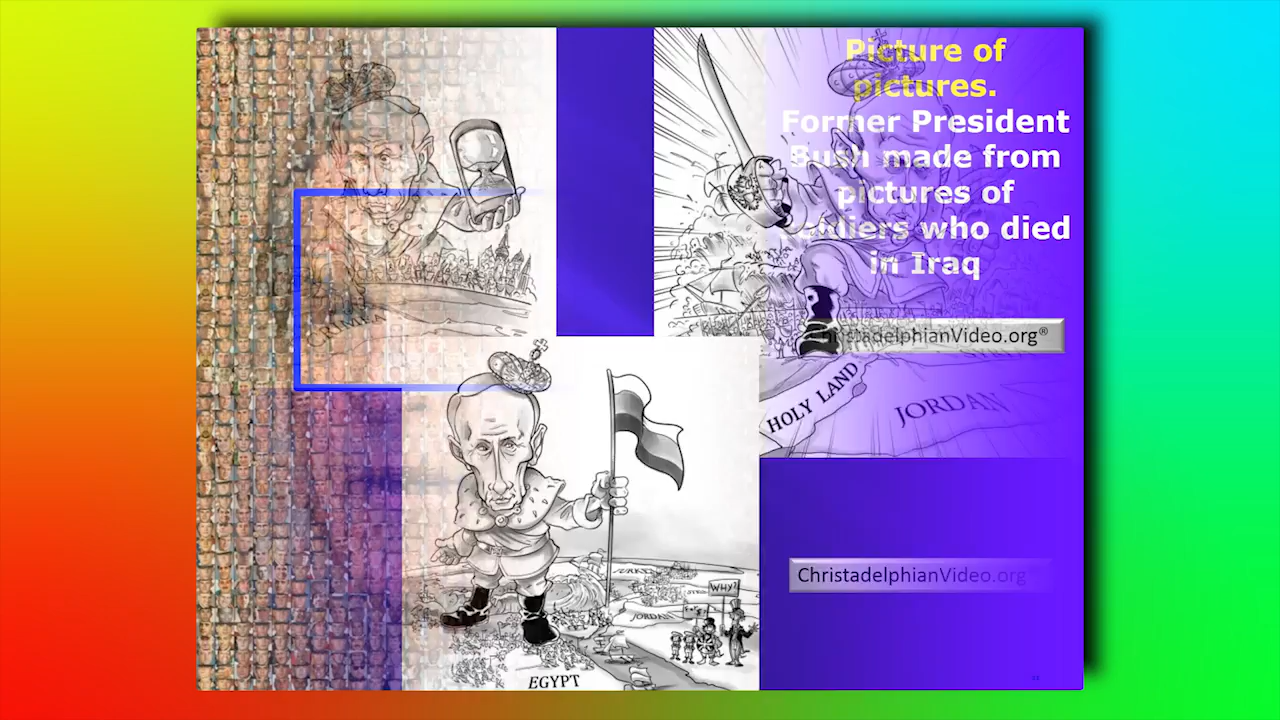 Picture of
pictures.
Former President
Bush made from
pictures of
soldiers who died
in Iraq
ChristadelphianVideo.org®
CRIMEA
HOLY LAND
JORDAN
ChristadelphianVideo.org
TURKEY
WHY?
JORDAN
EGYPT